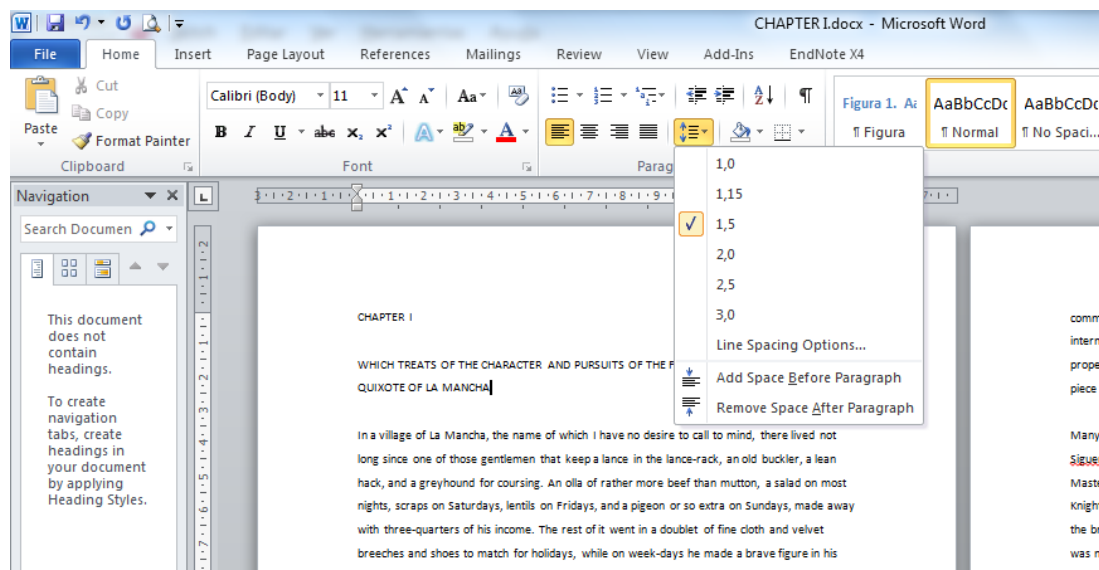 CHAPTER I.docx - Microsoft Word
File Home Insert Page Layout References Mailings Review View Add-Ins EndNote X4
Paste
Cut
Copy
Format Painter
Clipboard
Calibri (Body) 11
Font
Parag
Figura 1. Aa
¶ Figura
AaBbCcDc
¶ Normal
AaBbCcDc
¶ No Spaci...
1,0
1,15
1,5
2,0
2,5
3,0
Line Spacing Options...
Add Space Before Paragraph
Remove Space After Paragraph
Navigation
Search Documen
This document
does not
contain
headings.
To create
navigation
tabs, create
headings in
your document
by applying
Heading Styles.
CHAPTER I
WHICH TREATS OF THE CHARACTER AND PURSUITS OF THE F
QUIXOTE OF LA MANCHA
In a village of La Mancha, the name of which I have no desire to call to mind, there lived not
long since one of those gentlemen that keep a lance in the lance-rack, an old buckler, a lean
hack, and a greyhound for coursing. An olla of rather more beef than mutton, a salad on most
nights, scraps on Saturdays, lentils on Fridays, and a pigeon or so extra on Sundays, made away
with three-quarters of his income. The rest of it went in a doublet of fine cloth and velvet
breeches and shoes to match for holidays, while on week-days he made a brave figure in his
comm
intern
prope
piece
Many
Sigue
Maste
Knigh
the br
was n